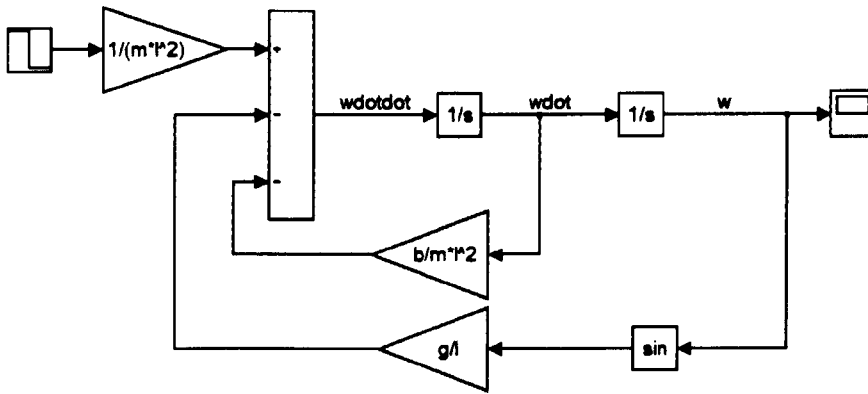 1/(m*l^2)
+
wdotdot
1/s
wdot
1/s
w
-
-
b/m*l^2
g/l
sin